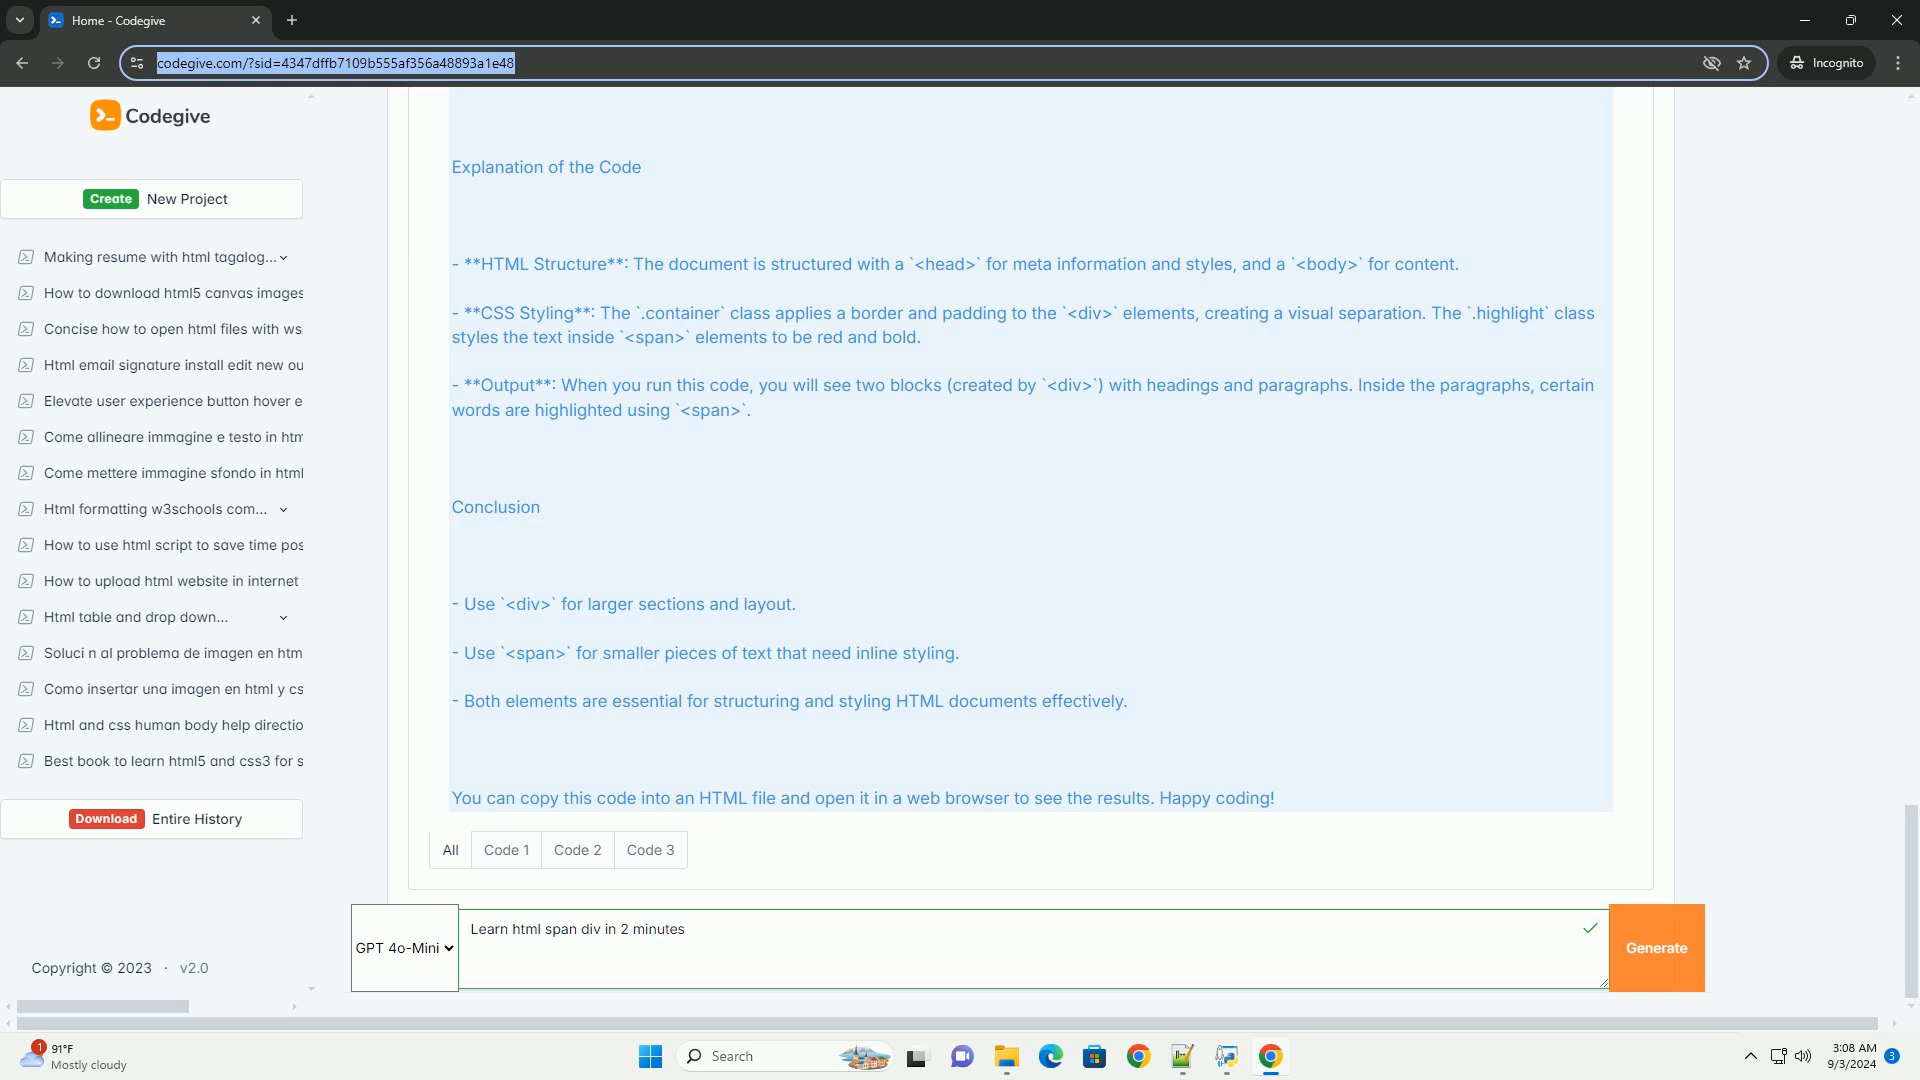 Home - Codegive
codegive.com/?sid=4347dffb7109b555af356a48893a1e48
Incognito
Codegive
Create New Project
Making resume with html tagalog...
How to download html5 canvas images
Concise how to open html files with ws
Html email signature install edit new ou
Elevate user experience button hover e
Come allineare immagine e testo in htm
Come mettere immagine sfondo in html
Html formatting w3schools com...
How to use html script to save time pos
How to upload html website in internet
Html table and drop down...
Soluci n al problema de imagen en htm
Como insertar una imagen en html y cs
Html and css human body help directio
Best book to learn html5 and css3 for s
Download Entire History
Copyright © 2023 · v2.0
Explanation of the Code
- **HTML Structure**: The document is structured with a `<head>` for meta information and styles, and a `<body>` for content.
- **CSS Styling**: The `.container` class applies a border and padding to the `<div>` elements, creating a visual separation. The `.highlight` class
styles the text inside `<span>` elements to be red and bold.
- **Output**: When you run this code, you will see two blocks (created by `<div>`) with headings and paragraphs. Inside the paragraphs, certain
words are highlighted using `<span>`.
Conclusion
- Use `<div>` for larger sections and layout.
- Use `<span>` for smaller pieces of text that need inline styling.
- Both elements are essential for structuring and styling HTML documents effectively.
You can copy this code into an HTML file and open it in a web browser to see the results. Happy coding!
All Code 1 Code 2 Code 3
GPT 4o-Mini
Learn html span div in 2 minutes
Generate
1
91°F
Mostly cloudy
Search
3:08 AM
9/3/2024
3